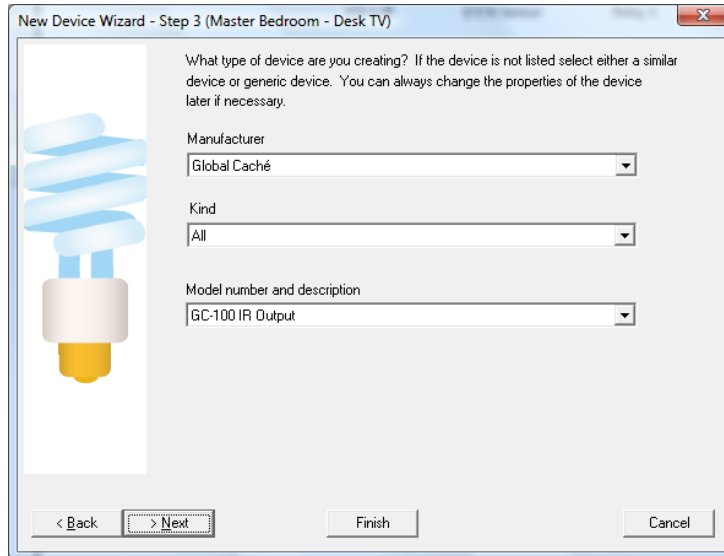 New Device Wizard - Step 3 (Master Bedroom - Desk TV)
What type of device are you creating? If the device is not listed select either a similar
device or generic device. You can always change the properties of the device
later if necessary.
Manufacturer
Global Caché
Kind
All
Model number and description
GC-100 IR Output
< Back
> Next
Finish
Cancel